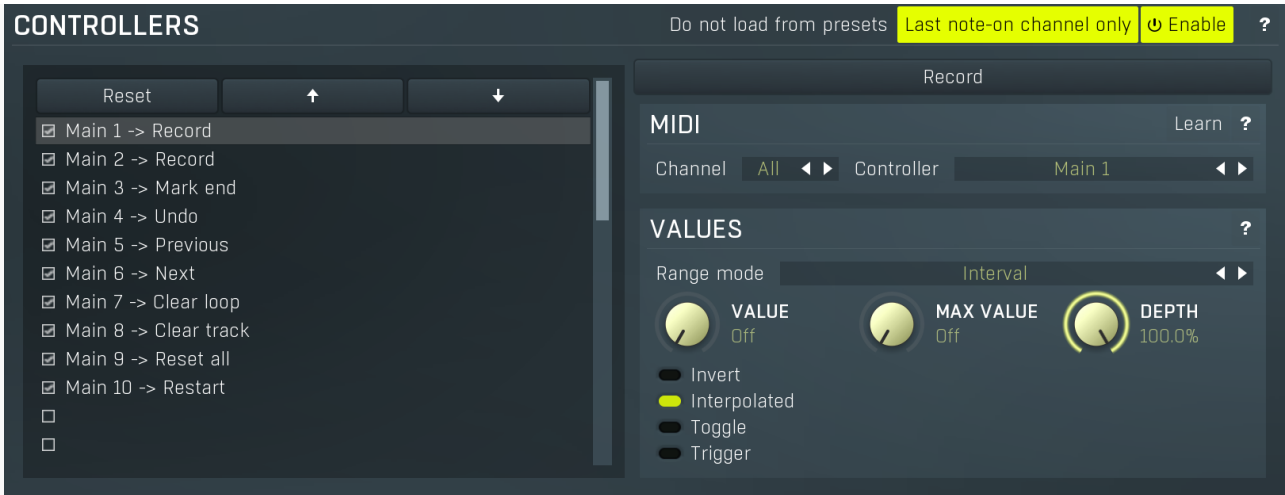 CONTROLLERS
Do not load from presets Last note-on channel only Enable ?
Reset
Main 1 -> Record
Main 2 -> Record
Main 3 -> Mark end
Main 4 -> Undo
Main 5 -> Previous
Main 6 -> Next
Main 7 -> Clear loop
Main 8 -> Clear track
Main 9 -> Reset all
Main 10 -> Restart
Record
MIDI Learn ?
Channel All Controller Main 1
VALUES ?
Range mode Interval
VALUE MAX VALUE DEPTH
Off Off 100.0%
Invert
Interpolated
Toggle
Trigger